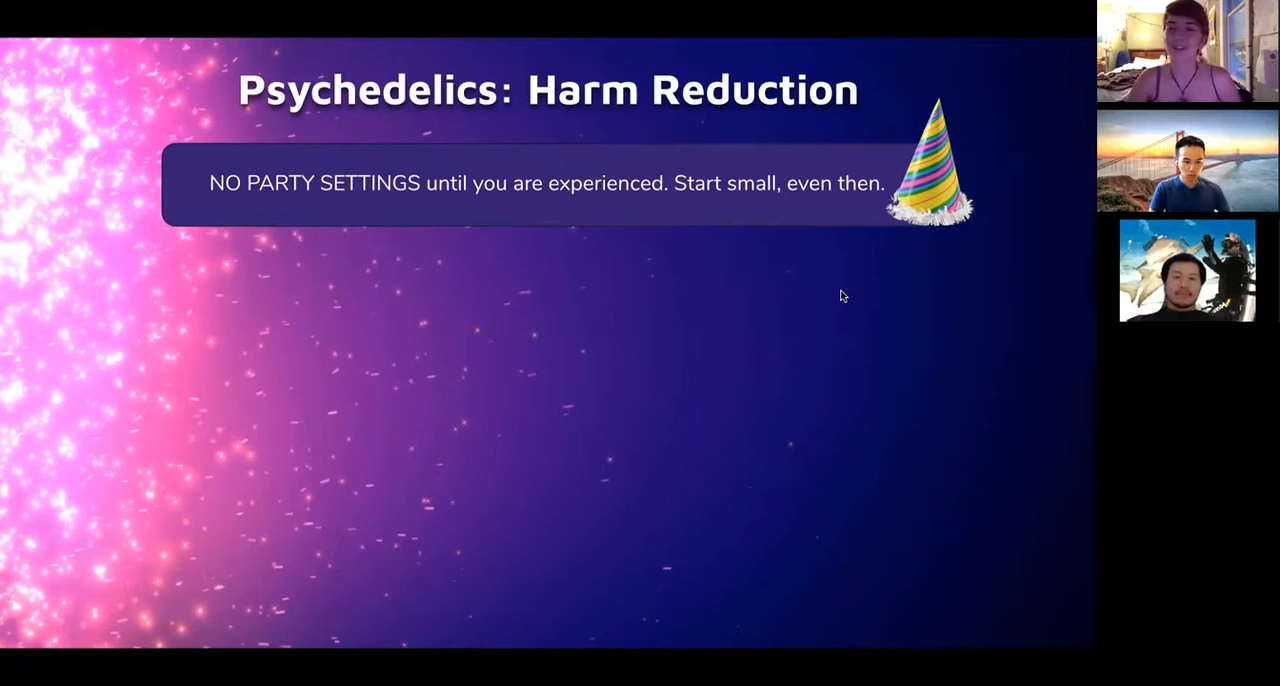 Psychedelics: Harm Reduction
NO PARTY SETTINGS until you are experienced. Start small, even then.